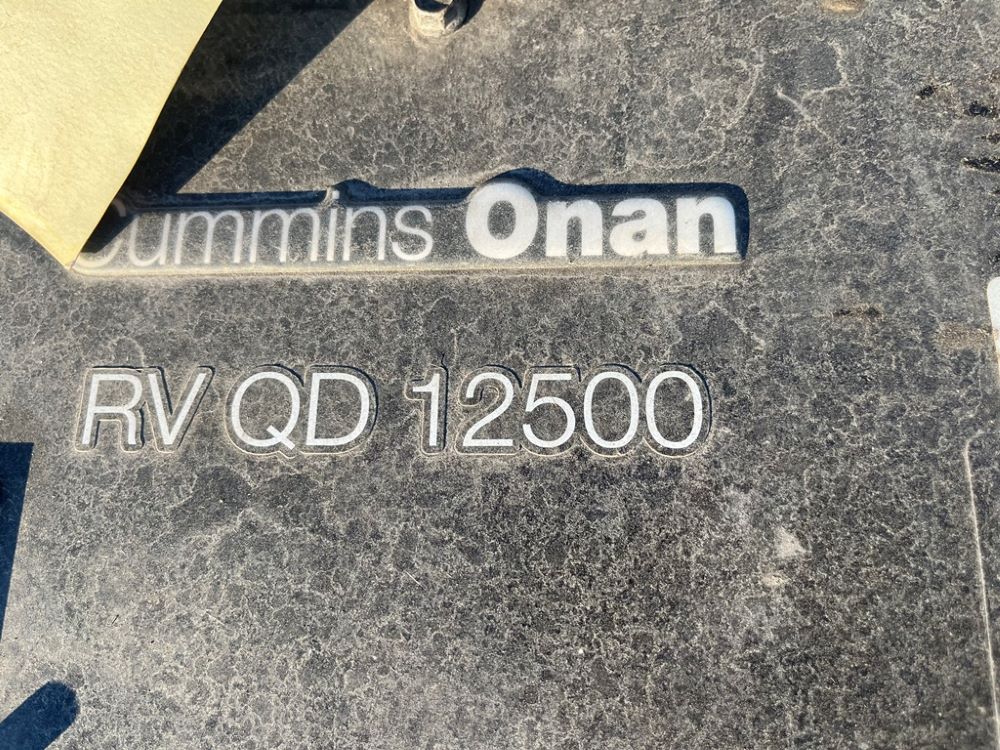 Cummins Onan
RV QD 12500